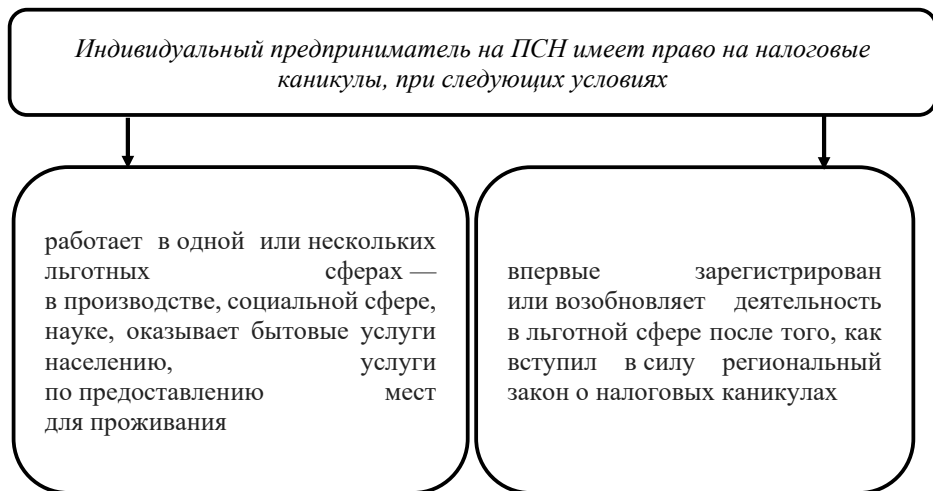 Индивидуальный предприниматель на ПСН имеет право на налоговые
каникулы, при следующих условиях
работает в одной или нескольких
льготных сферах —
в производстве, социальной сфере,
науке, оказывает бытовые услуги
населению, услуги
по предоставлению мест
для проживания
впервые зарегистрирован
или возобновляет деятельность
в льготной сфере после того, как
вступил в силу региональный
закон о налоговых каникулах